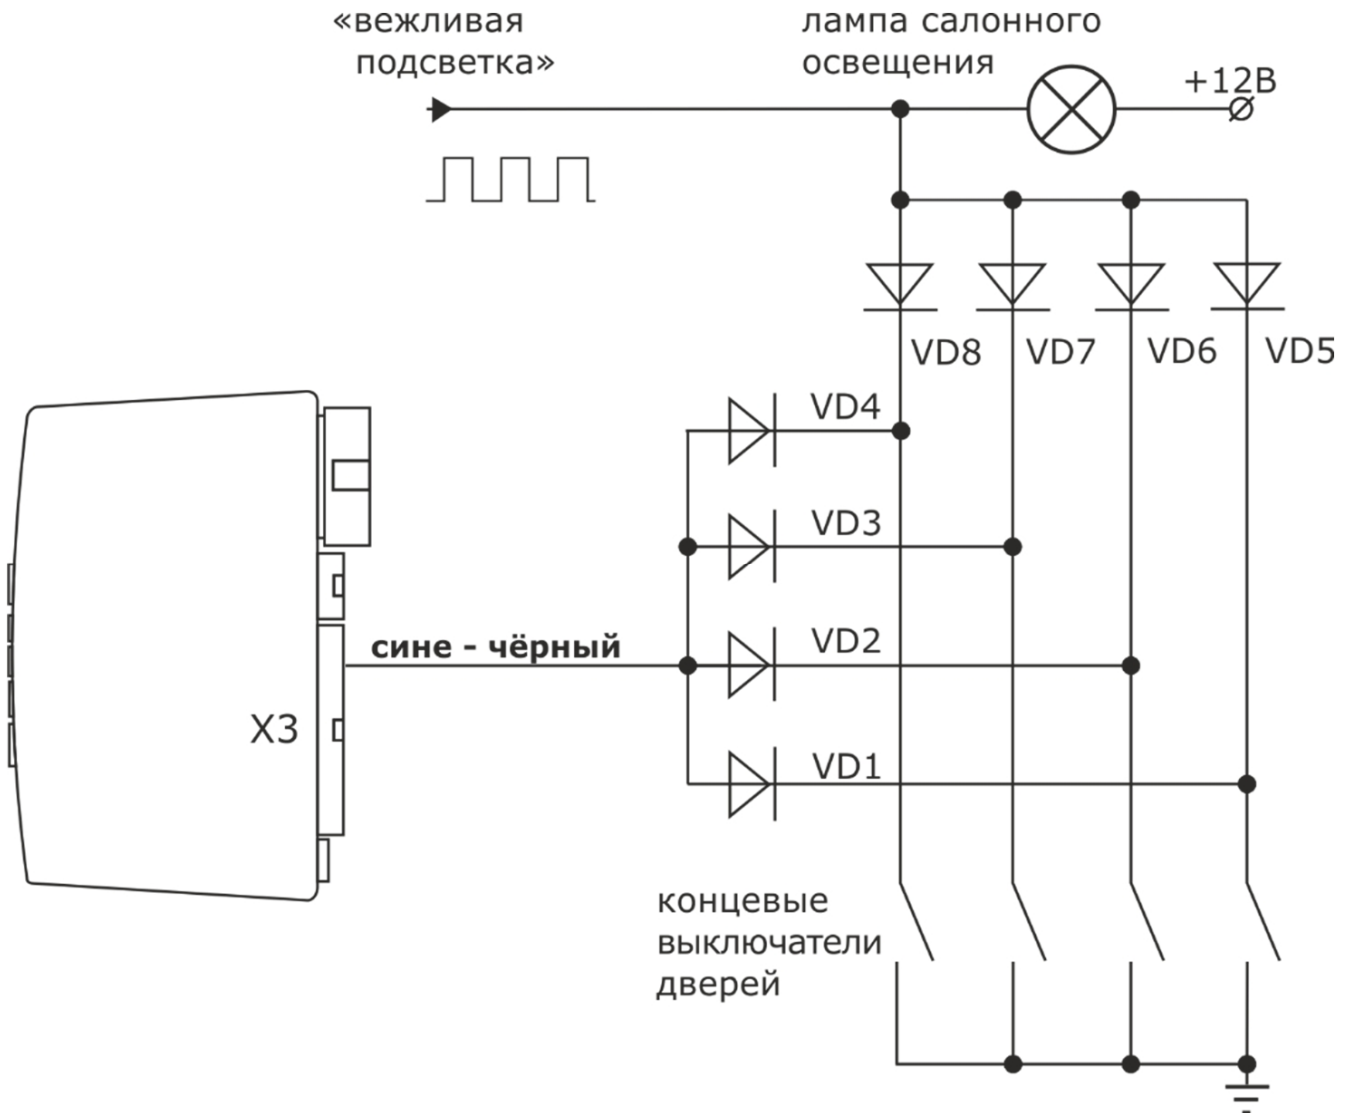 «вежливая
подсветка»
лампа салонного
освещения
+12В
VD8
VD7
VD6
VD5
VD4
VD3
VD2
VD1
сине - чёрный
X3
концевые
выключатели
дверей